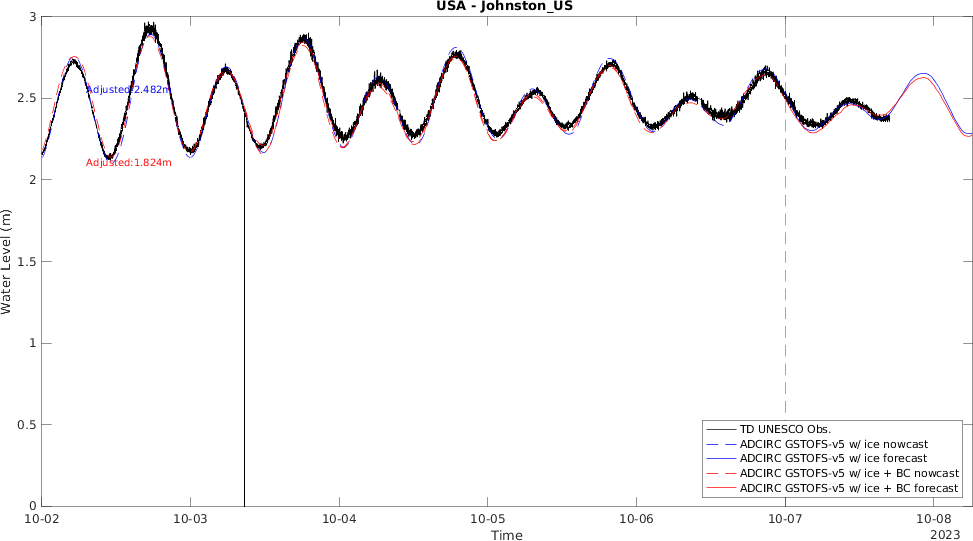 USA - Johnston_US
3
2.5
2
1.5
1
0.5
0
Water Level (m)
Adjusted:2.482m
Adjusted:1.824m
TD UNESCO Obs.
ADCIRC GSTOFS-v5 w/ ice nowcast
ADCIRC GSTOFS-v5 w/ ice forecast
ADCIRC GSTOFS-v5 w/ ice + BC nowcast
ADCIRC GSTOFS-v5 w/ ice + BC forecast
10-02 10-03 10-04 10-05 10-06 10-07 10-08
2023
Time